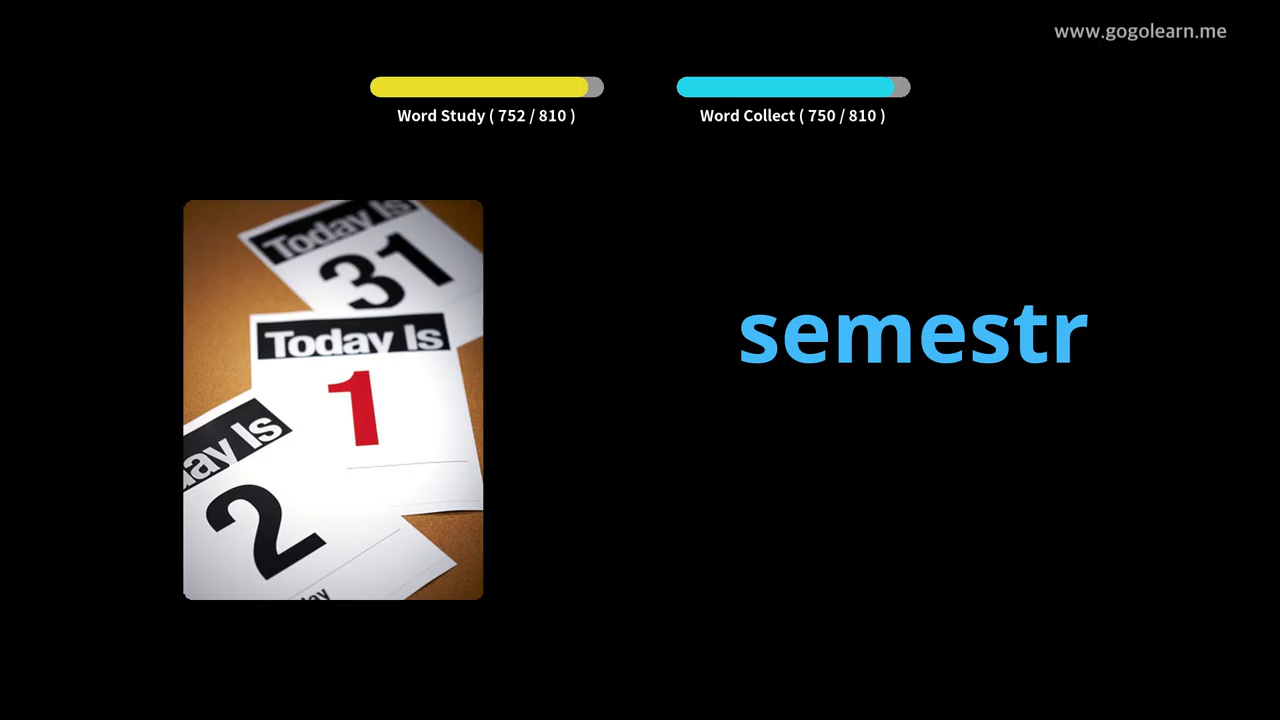 www.gogolearn.me
Word Study ( 752 / 810 )
Word Collect ( 750 / 810 )
Today Is
31
Today Is
1
ay Is
2
semestr